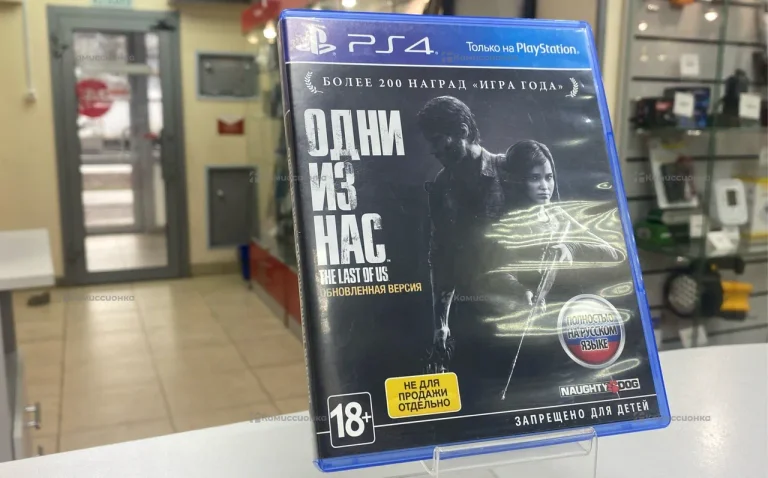 PS4
Только на PlayStation
БОЛЕЕ 200 НАГРАД «ИГРА ГОДА»
ОДНИ
ИЗ
НАС
THE LAST OF US
ОБНОВЛЕННАЯ ВЕРСИЯ
ПОЛНОСТЬЮ
НА РУССКОМ
ЯЗЫКЕ
НЕ ДЛЯ
ПРОДАЖИ
ОТДЕЛЬНО
18+
NAUGHTY DOG
ЗАПРЕЩЕНО ДЛЯ ДЕТЕЙ
Комиссионка